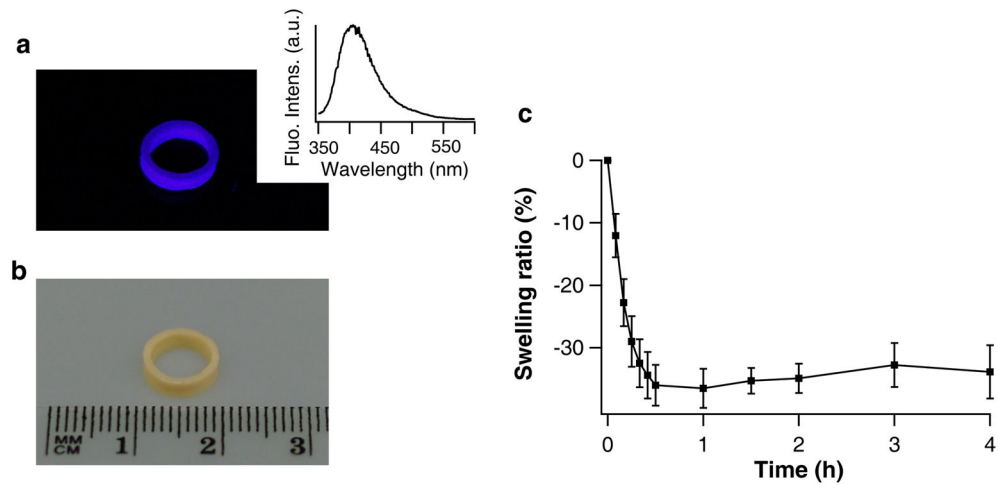 a
Fluo. Intens. (a.u.)
350 450 550
Wavelength (nm)
b
MM
CM
1 2 3
c
Swelling ratio (%)
0
-10
-20
-30
0 1 2 3 4
Time (h)